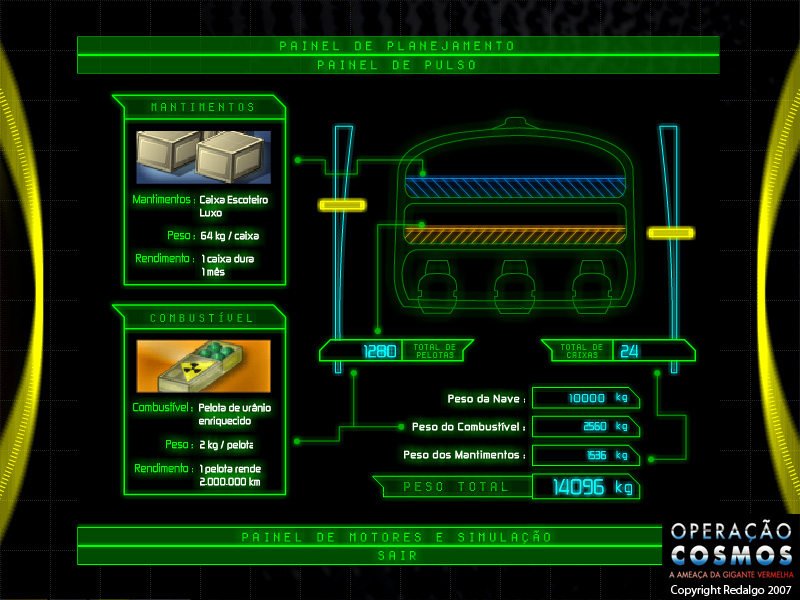 PAINEL DE PLANEJAMENTO
PAINEL DE PULSO
MANTIMENTOS
Mantimentos : Caixa Escoteiro
Luxo
Peso : 64 kg / caixa
Rendimento : 1 caixa dura
1 mês
COMBUSTÍVEL
Combustível : Pelota de urânio
enriquecido
Peso : 2 kg / pelota
Rendimento : 1 pelota rende
2.000.000 km
1280 TOTAL DE
PELOTAS
TOTAL DE
CAIXAS 24
Peso da Nave : 10000 kg
Peso do Combustível : 2560 kg
Peso dos Mantimentos : 1536 kg
PESO TOTAL 14096 kg
PAINEL DE MOTORES E SIMULAÇÃO
SAIR
OPERAÇÃO
COSMOS
A AMEAÇA DA GIGANTE VERMELHA
Copyright Redalgo 2007